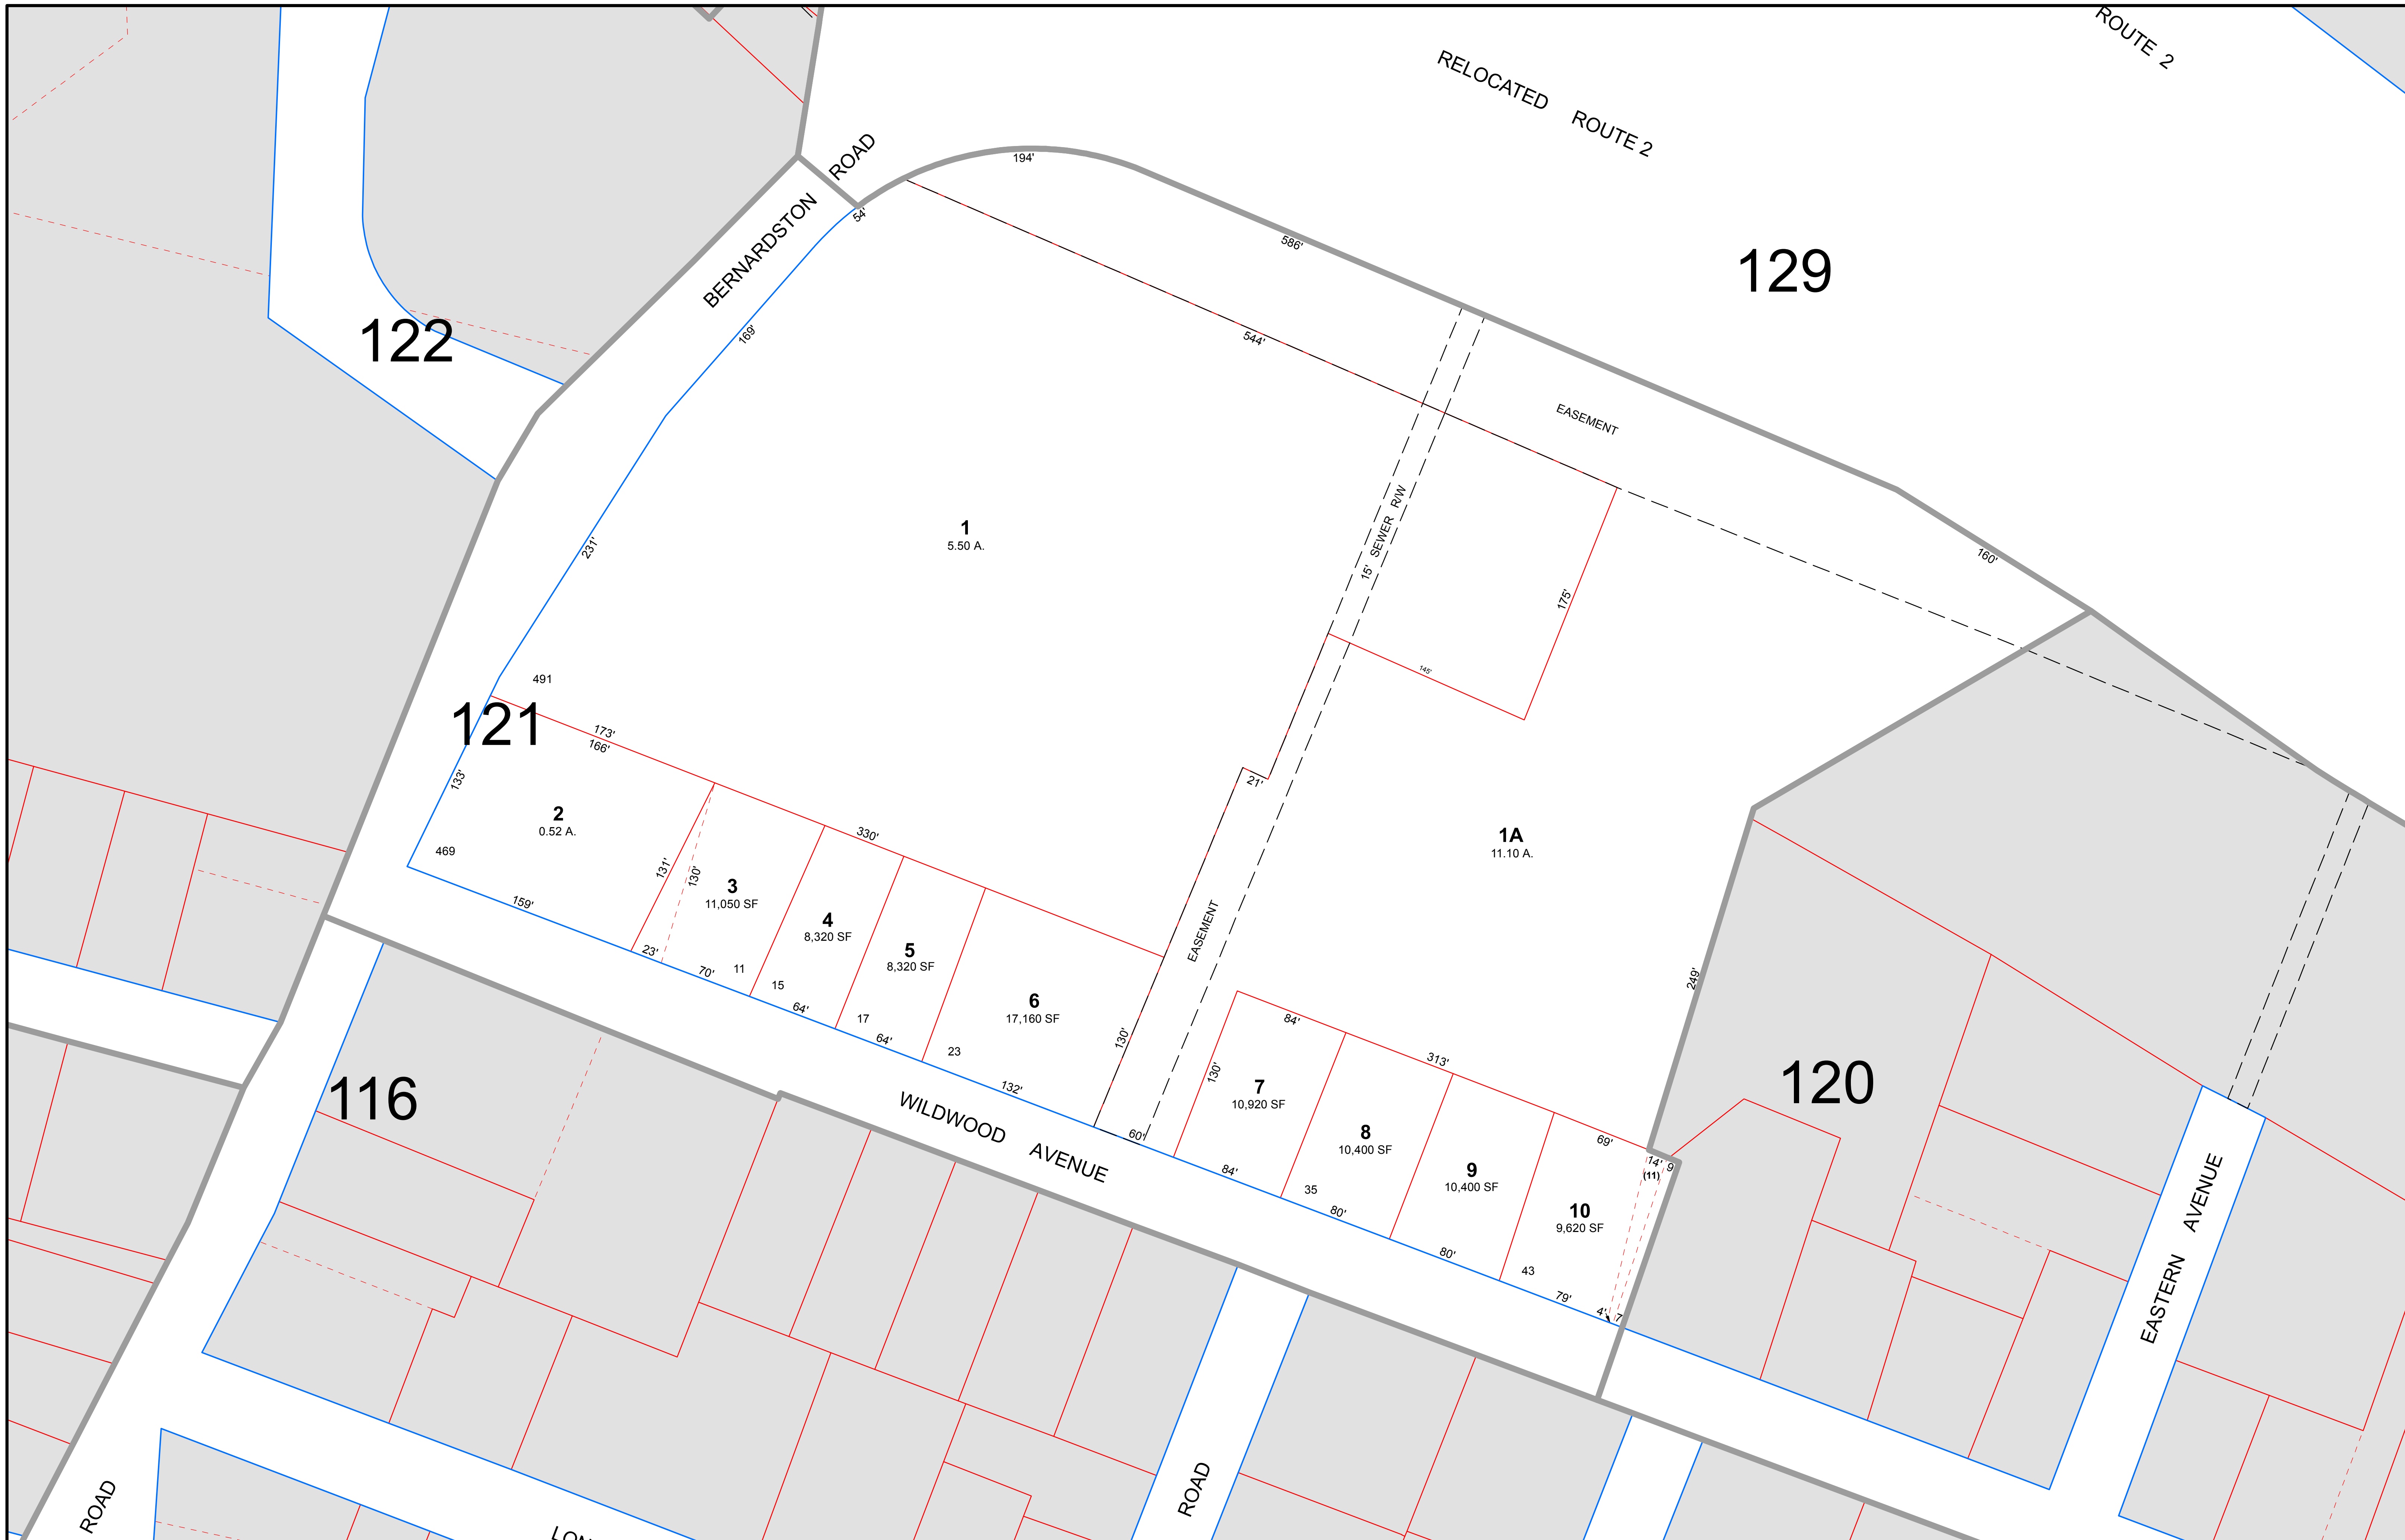 ROUTE 2
RELOCATED ROUTE 2
BERNARDSTON ROAD
194'
54'
586'
129
122
169'
544'
EASEMENT
15' SEWER R/W
1
5.50 A.
231'
160'
175'
145'
491
121
173'
166'
133'
21'
2
0.52 A.
469
330'
1A
11.10 A.
131'
130'
3
11,050 SF
159'
4
8,320 SF
5
8,320 SF
EASEMENT
23'
70'
11
15
64'
17
64'
6
17,160 SF
23
132'
130'
249'
84'
313'
116
120
WILDWOOD AVENUE
60'
130'
7
10,920 SF
84'
8
10,400 SF
35
80'
9
10,400 SF
80'
69'
14'
9
(11)
10
9,620 SF
43
79'
4'
7
EASTERN AVENUE
ROAD
ROAD